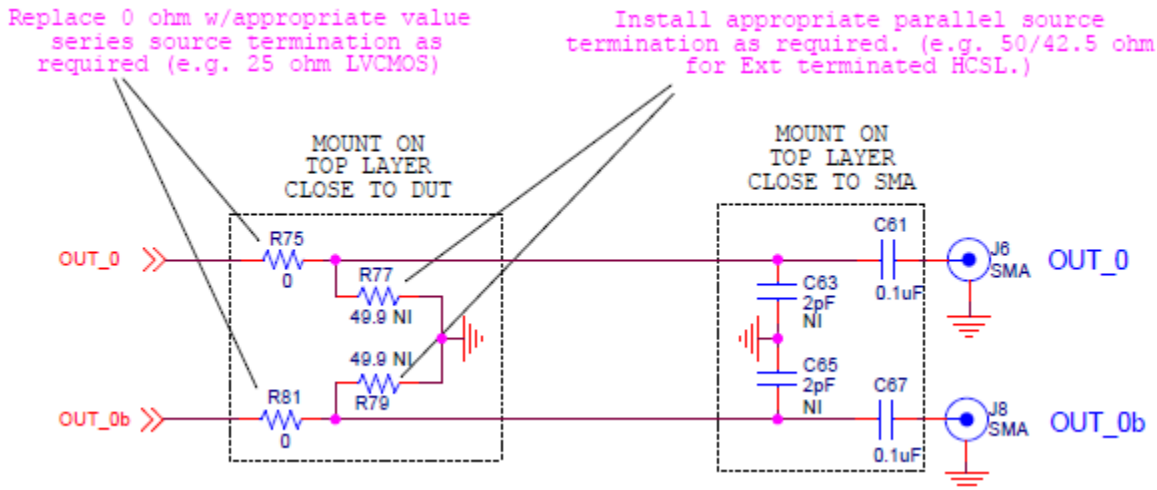 Replace 0 ohm w/appropriate value
series source termination as
required (e.g. 25 ohm LVCMOS)
Install appropriate parallel source
termination as required. (e.g. 50/42.5 ohm
for Ext terminated HCSL.)
MOUNT ON
TOP LAYER
CLOSE TO DUT
MOUNT ON
TOP LAYER
CLOSE TO SMA
OUT_0
R75
0
R77
49.9 NI
49.9 NI
R79
OUT_0b
R81
0
C63
2pF
NI
C65
2pF
NI
C61
0.1uF
J6
SMA
OUT_0
C67
0.1uF
J8
SMA
OUT_0b